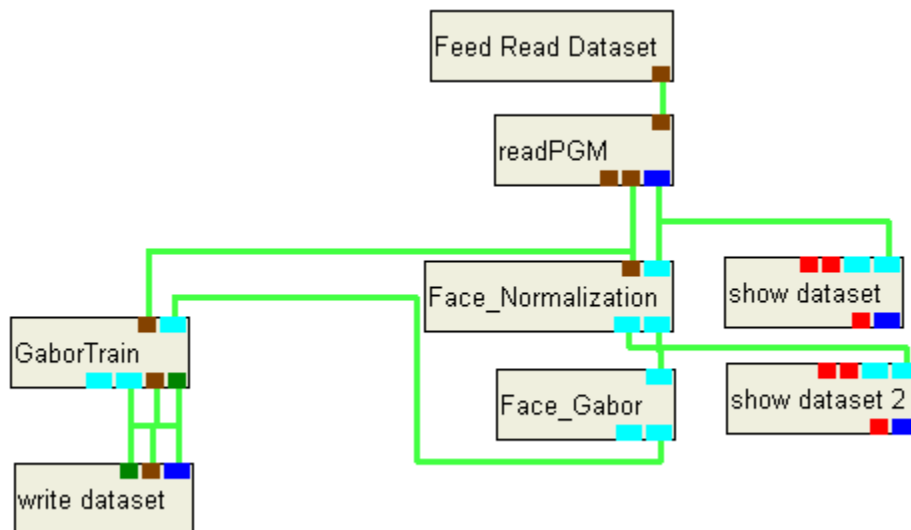 Feed Read Dataset
readPGM
Face_Normalization
show dataset
GaborTrain
Face_Gabor
show dataset 2
write dataset